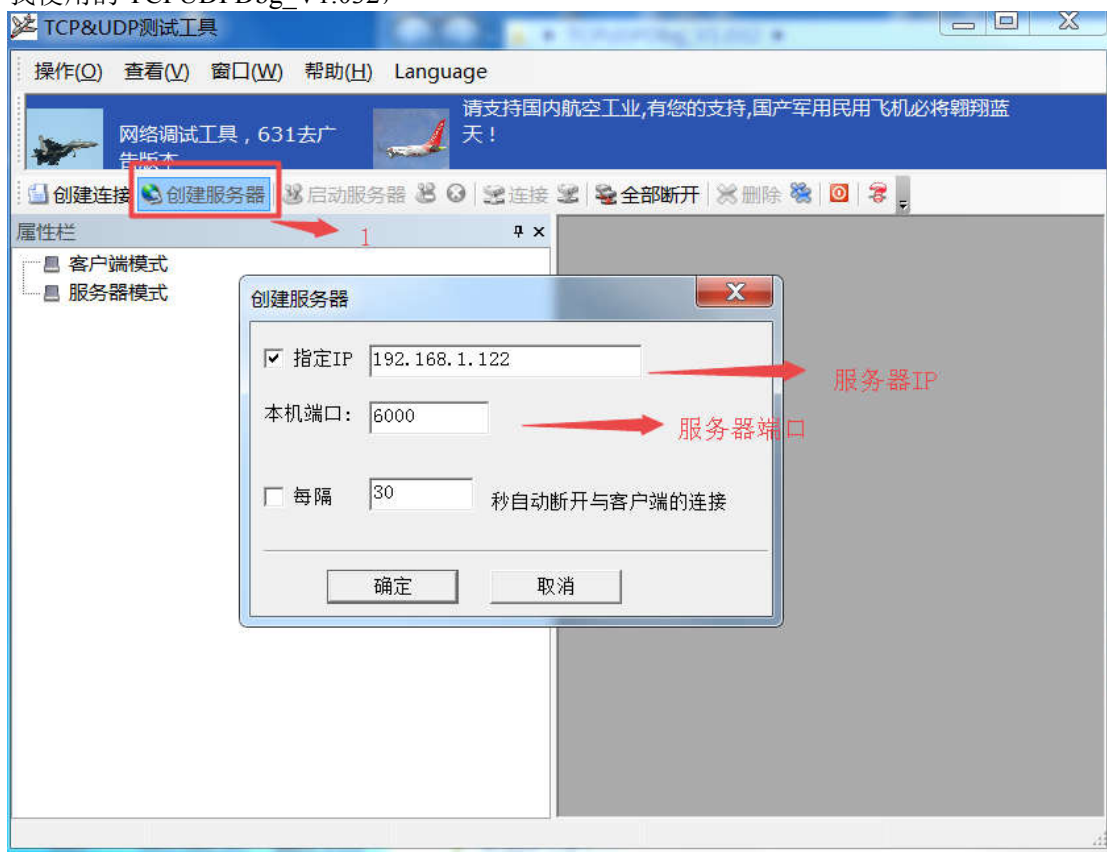 TCP&UDP测试工具
操作(O) 查看(V) 窗口(W) 帮助(H) Language
网络调试工具，631去广
告版本
请支持国内航空工业,有您的支持,国产军用民用飞机必将翱翔蓝
天！
创建连接 创建服务器 启动服务器 连接 全部断开 删除
属性栏
1
客户端模式
服务器模式
创建服务器
指定IP 192.168.1.122
服务器IP
本机端口: 6000
服务器端口
每隔 30 秒自动断开与客户端的连接
确定 取消